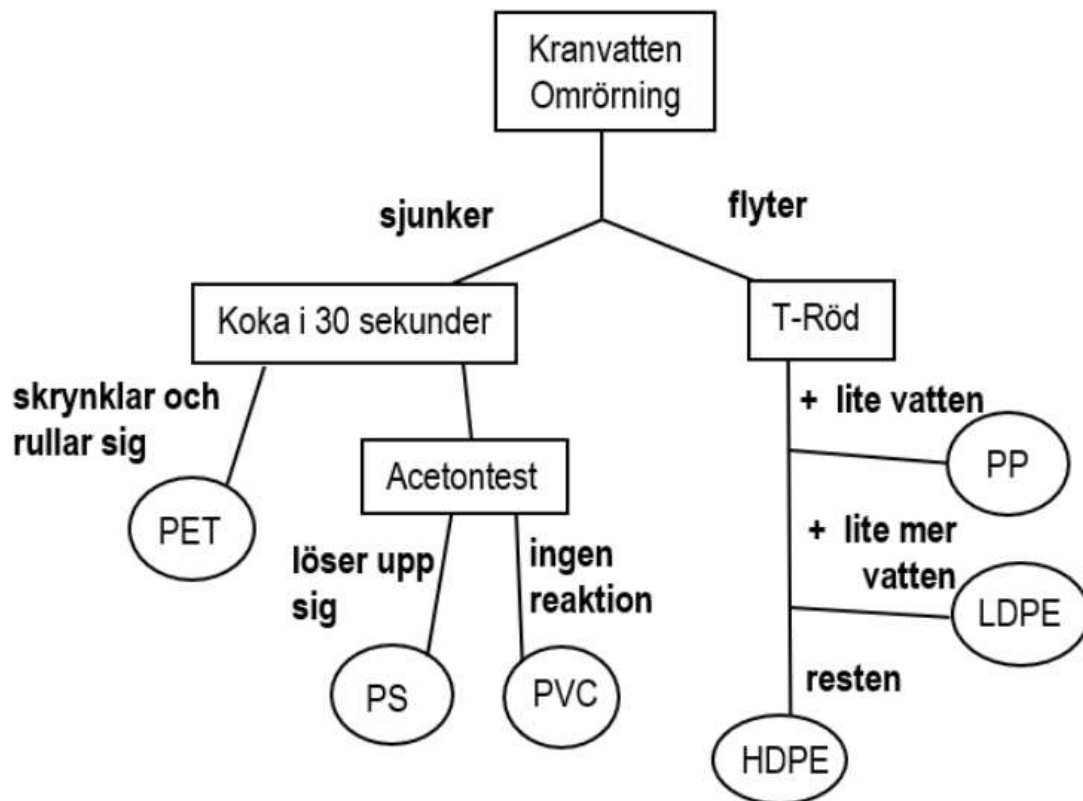 Kranvatten
Omrörning
sjunker
flyter
Koka i 30 sekunder
T-Röd
skrynklar och
rullar sig
+ lite vatten
PP
Acetontest
PET
+ lite mer
vatten
löser upp
sig
ingen
reaktion
LDPE
PS
PVC
resten
HDPE